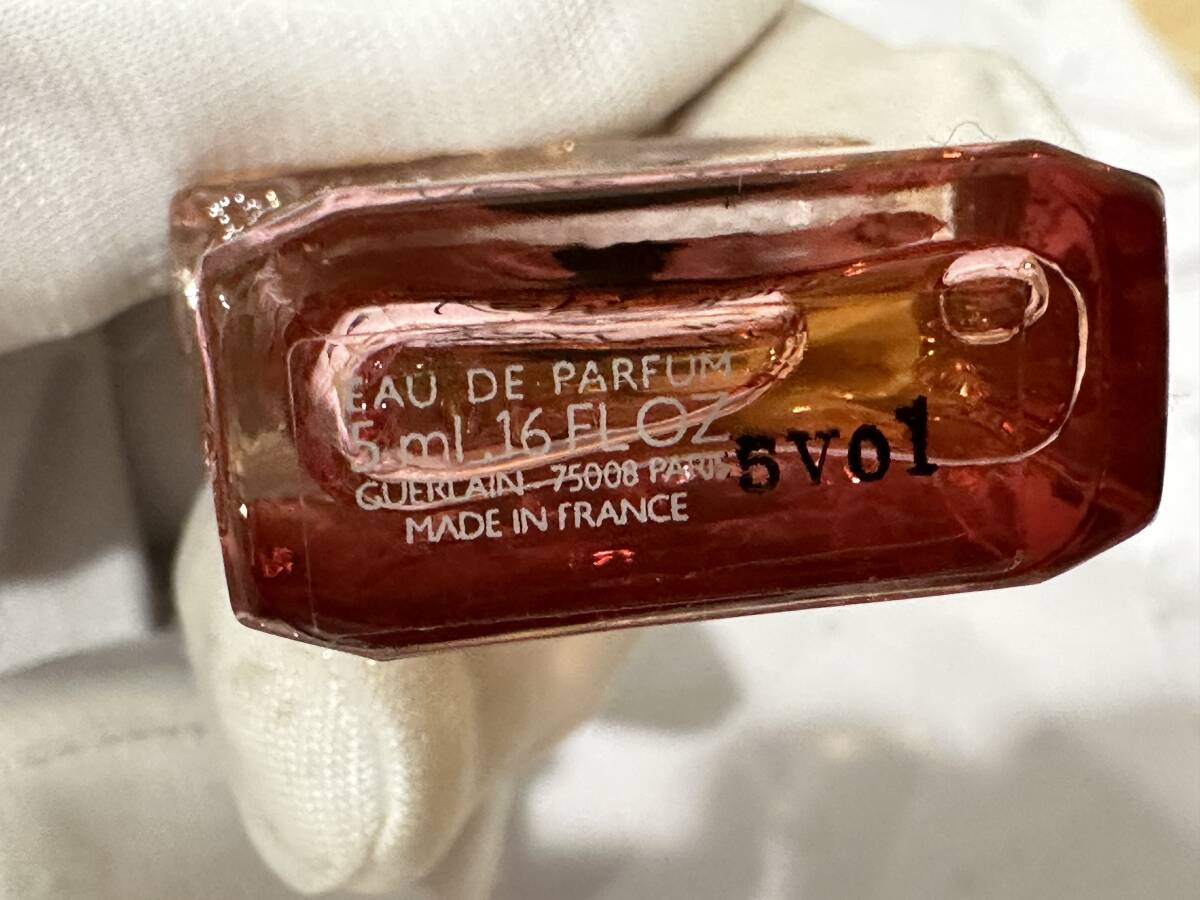 EAU DE PARFUM
5 ml .16 FL OZ
GUERLAIN - 75008 PARIS
MADE IN FRANCE
5V01